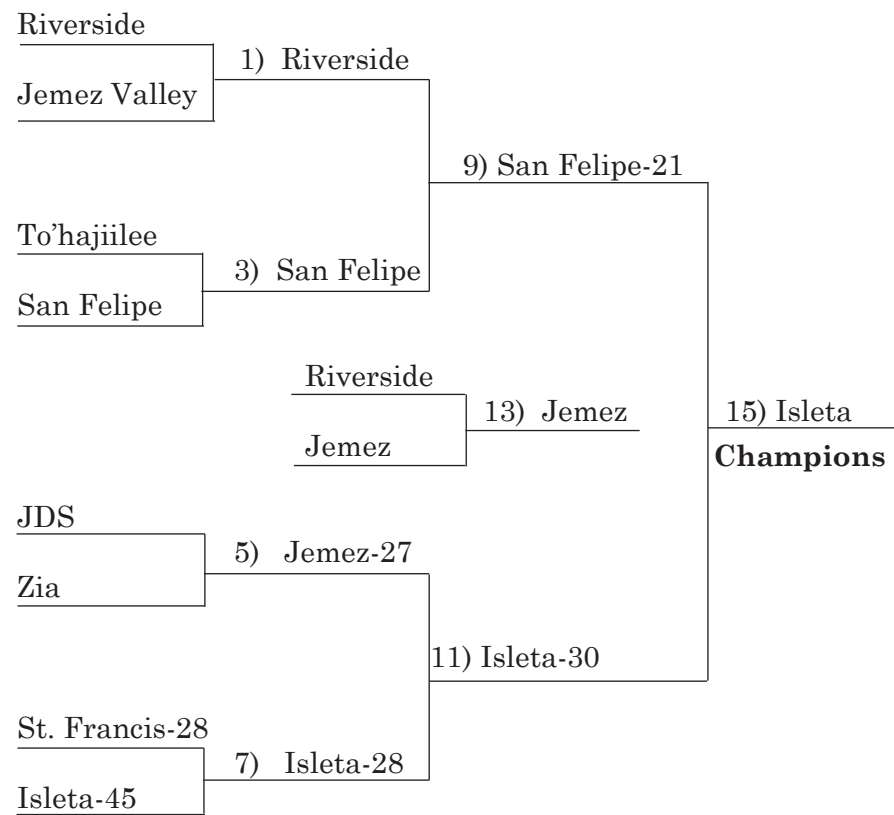 Riverside
1) Riverside
Jemez Valley
9) San Felipe-21
To'hajiilee
3) San Felipe
San Felipe
Riverside
13) Jemez
Jemez
15) Isleta
Champions
JDS
5) Jemez-27
Zia
11) Isleta-30
St. Francis-28
7) Isleta-28
Isleta-45